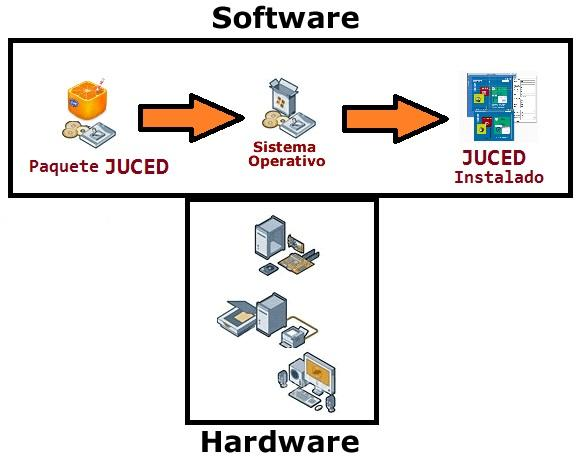 Software
Paquete JUCED
Sistema
Operativo
JUCED
Instalado
Hardware